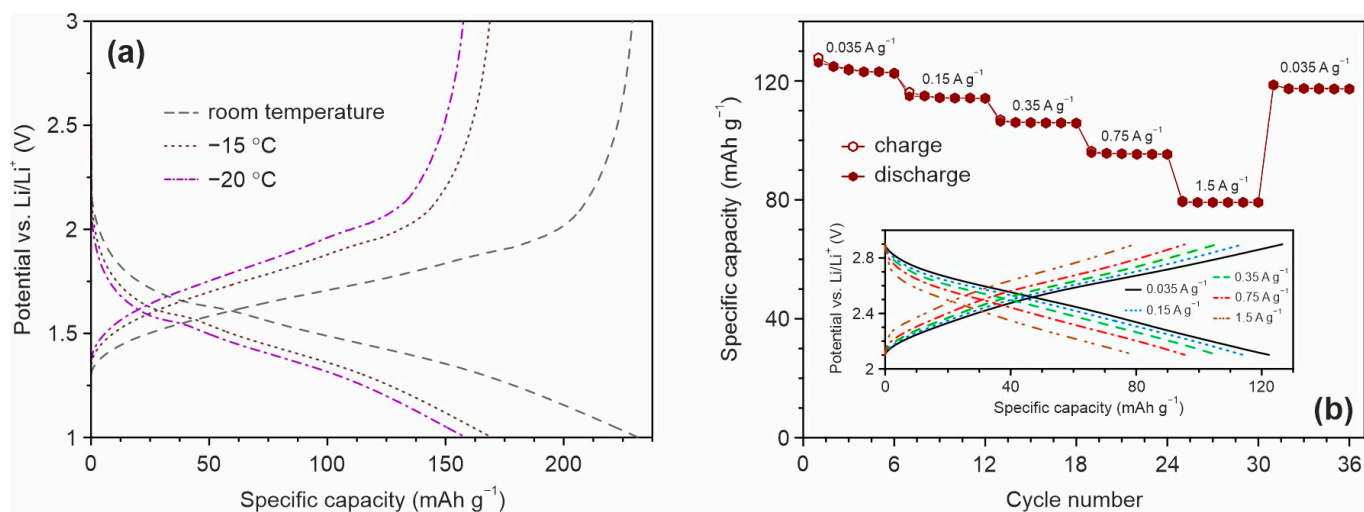 (a)
3
2.5
2
1.5
1
0
50
100
150
200
Potential vs. Li/Li⁺ (V)
Specific capacity (mAh g⁻¹)
room temperature
−15 °C
−20 °C
(b)
120
80
40
0
0
6
12
18
24
30
36
Specific capacity (mAh g⁻¹)
Cycle number
0.035 A g⁻¹
0.15 A g⁻¹
0.35 A g⁻¹
0.75 A g⁻¹
1.5 A g⁻¹
0.035 A g⁻¹
charge
discharge
2.8
2.4
2
0
40
80
120
Potential vs. Li/Li⁺ (V)
Specific capacity (mAh g⁻¹)
0.035 A g⁻¹
0.15 A g⁻¹
0.35 A g⁻¹
0.75 A g⁻¹
1.5 A g⁻¹